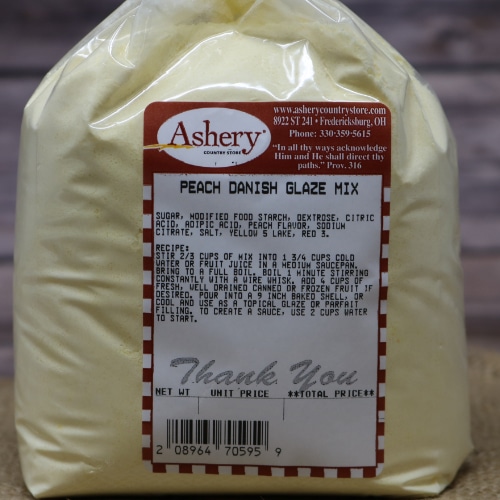 Ashery
COUNTRY STORE
www.asherycountrystore.com
8922 ST 241 • Fredericksburg, OH
Phone: 330-359-5615
"In all thy ways acknowledge
Him and He shall direct thy
paths." Prov. 316
PEACH DANISH GLAZE MIX
SUGAR, MODIFIED FOOD STARCH, DEXTROSE, CITRIC
ACID, ADIPIC ACID, PEACH FLAVOR, SODIUM
CITRATE, SALT, YELLOW 5 LAKE, RED 3.
RECIPE:
STIR 2/3 CUPS OF MIX INTO 1 3/4 CUPS COLD
WATER OR FRUIT JUICE IN A MEDIUM SAUCEPAN.
BRING TO A FULL BOIL. BOIL 1 MINUTE STIRRING
CONSTANTLY WITH A WIRE WHISK. ADD 4 CUPS OF
FRESH, WELL DRAINED CANNED OR FROZEN FRUIT IF
DESIRED. POUR INTO A 9 INCH BAKED SHELL, OR
COOL AND USE AS A TOPICAL GLAZE OR PARFAIT
FILLING. TO CREATE A SAUCE, USE 2 CUPS WATER
TO START.
Thank You
NET WT UNIT PRICE **TOTAL PRICE**
2 08964 70595 9